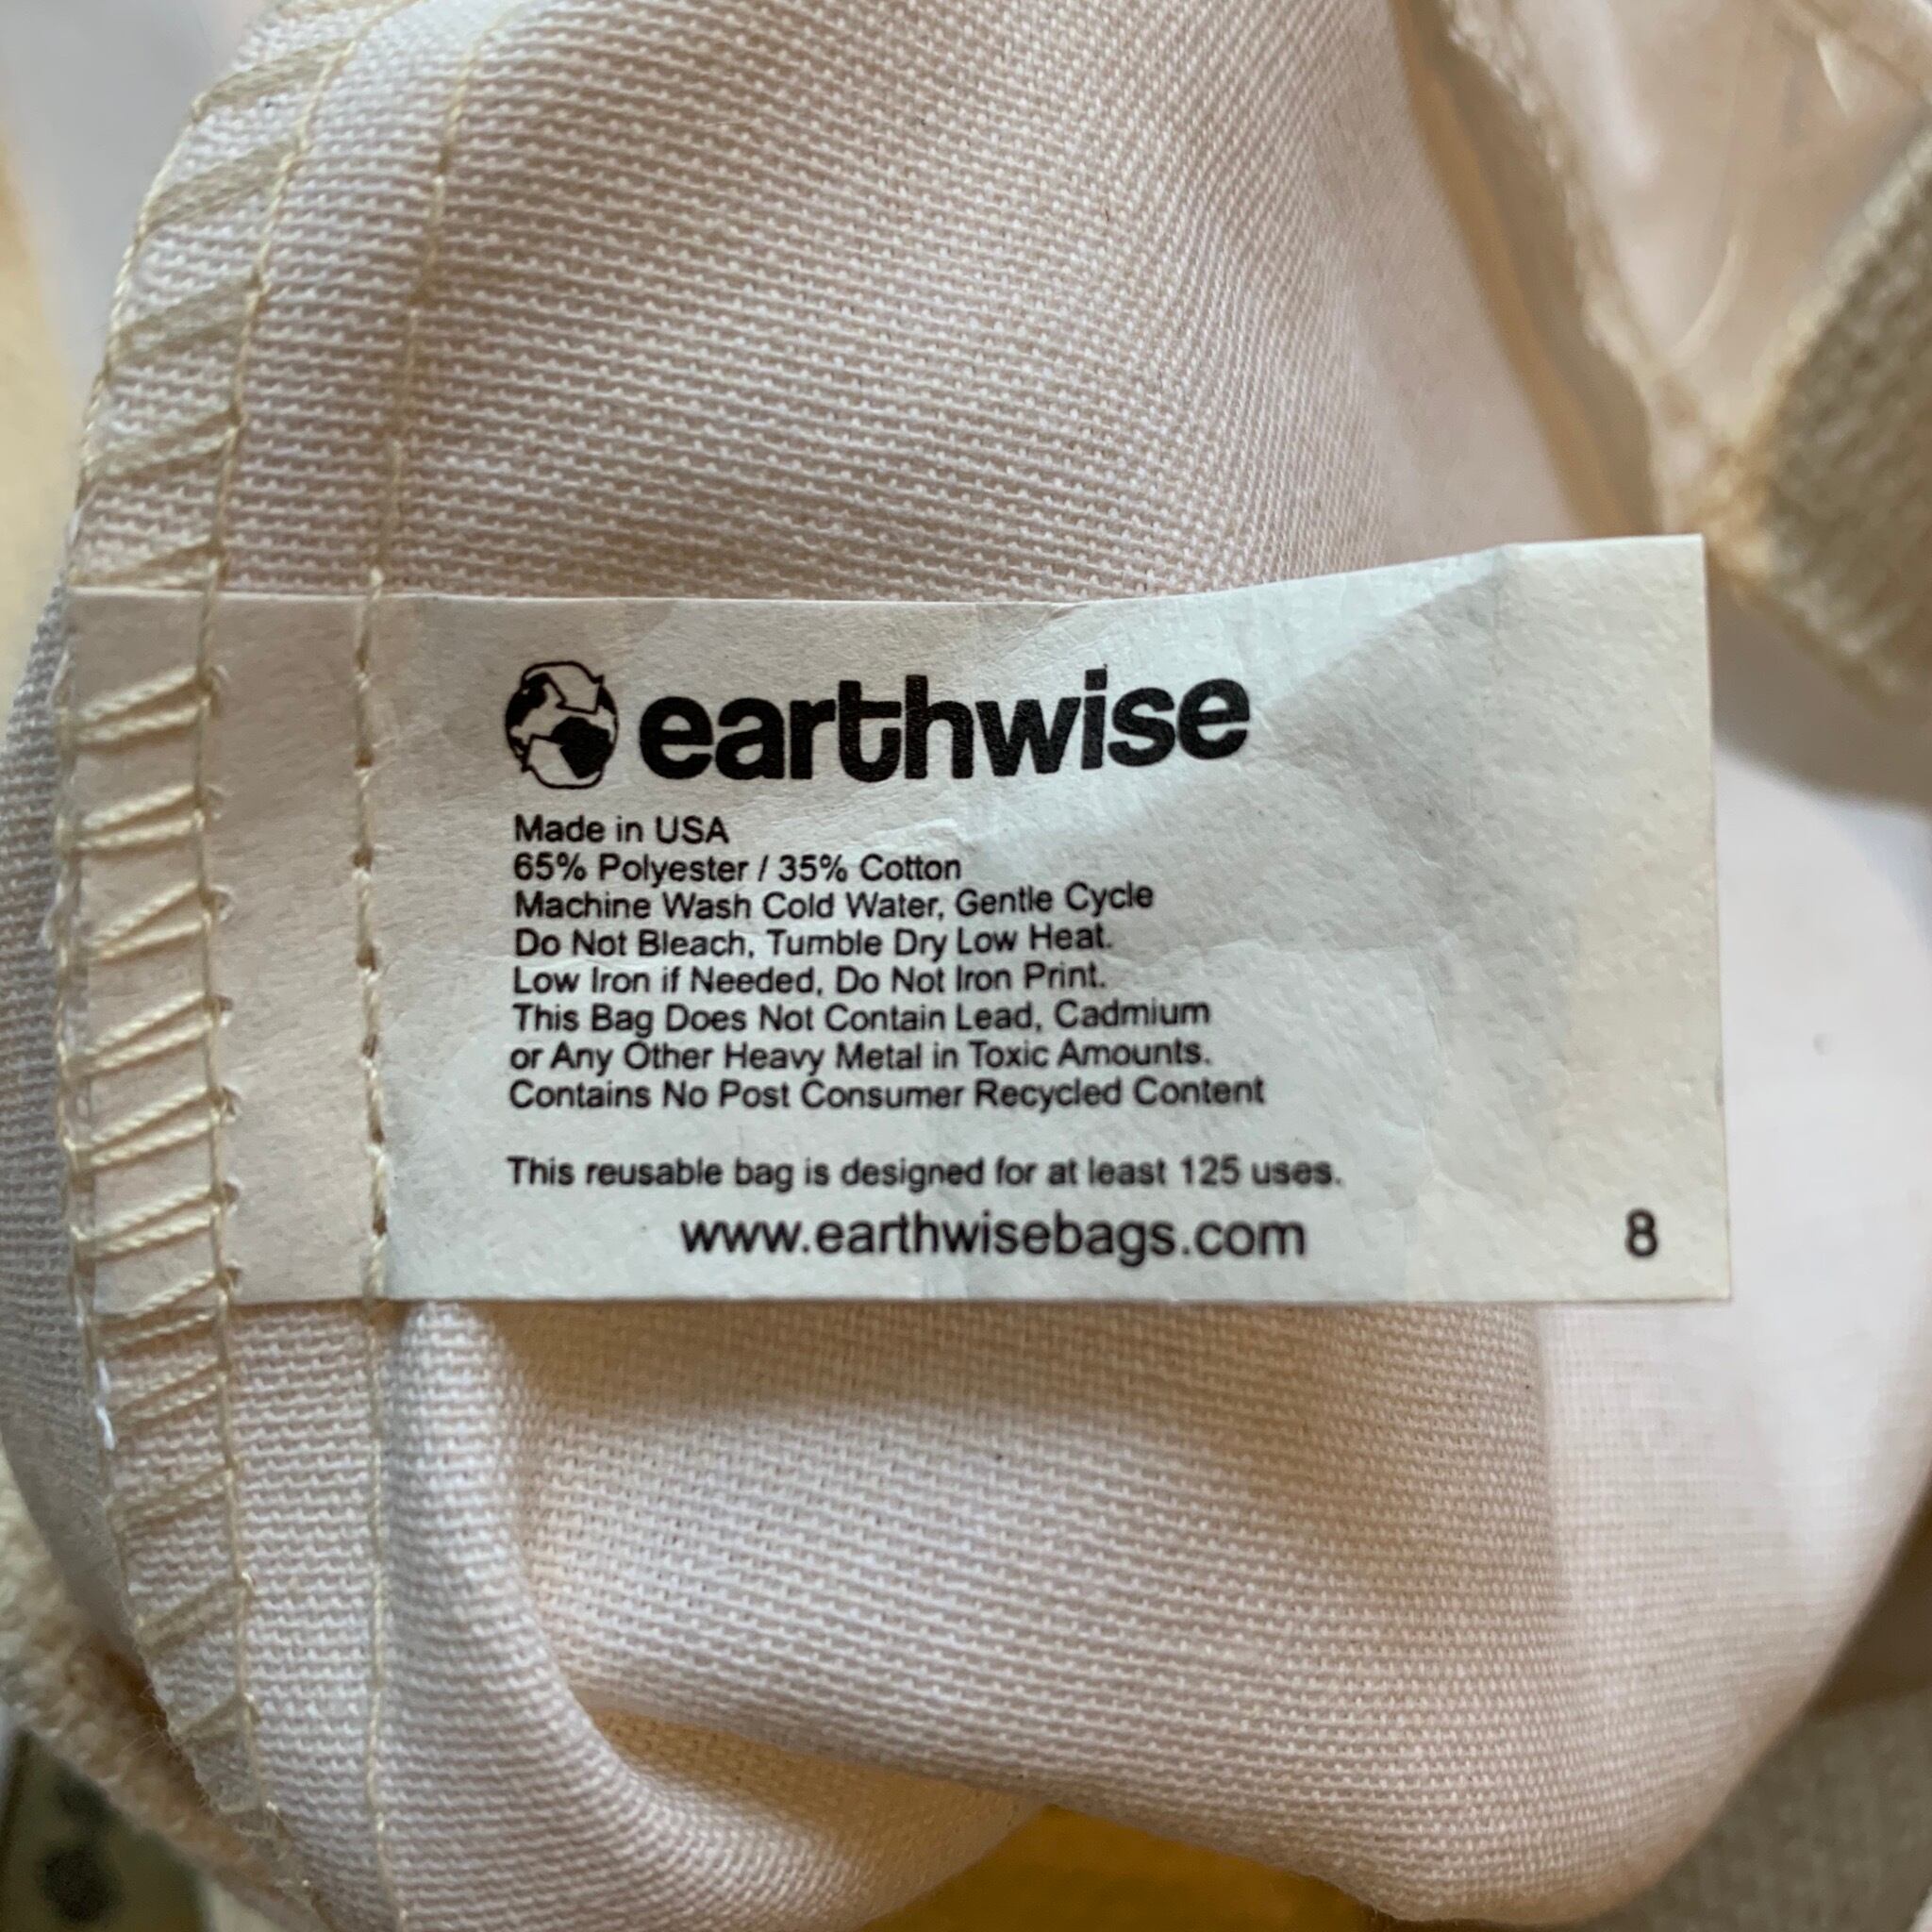 earthwise
Made in USA
65% Polyester / 35% Cotton
Machine Wash Cold Water, Gentle Cycle
Do Not Bleach, Tumble Dry Low Heat.
Low Iron if Needed, Do Not Iron Print.
This Bag Does Not Contain Lead, Cadmium
or Any Other Heavy Metal in Toxic Amounts.
Contains No Post Consumer Recycled Content
This reusable bag is designed for at least 125 uses.
www.earthwisebags.com
8